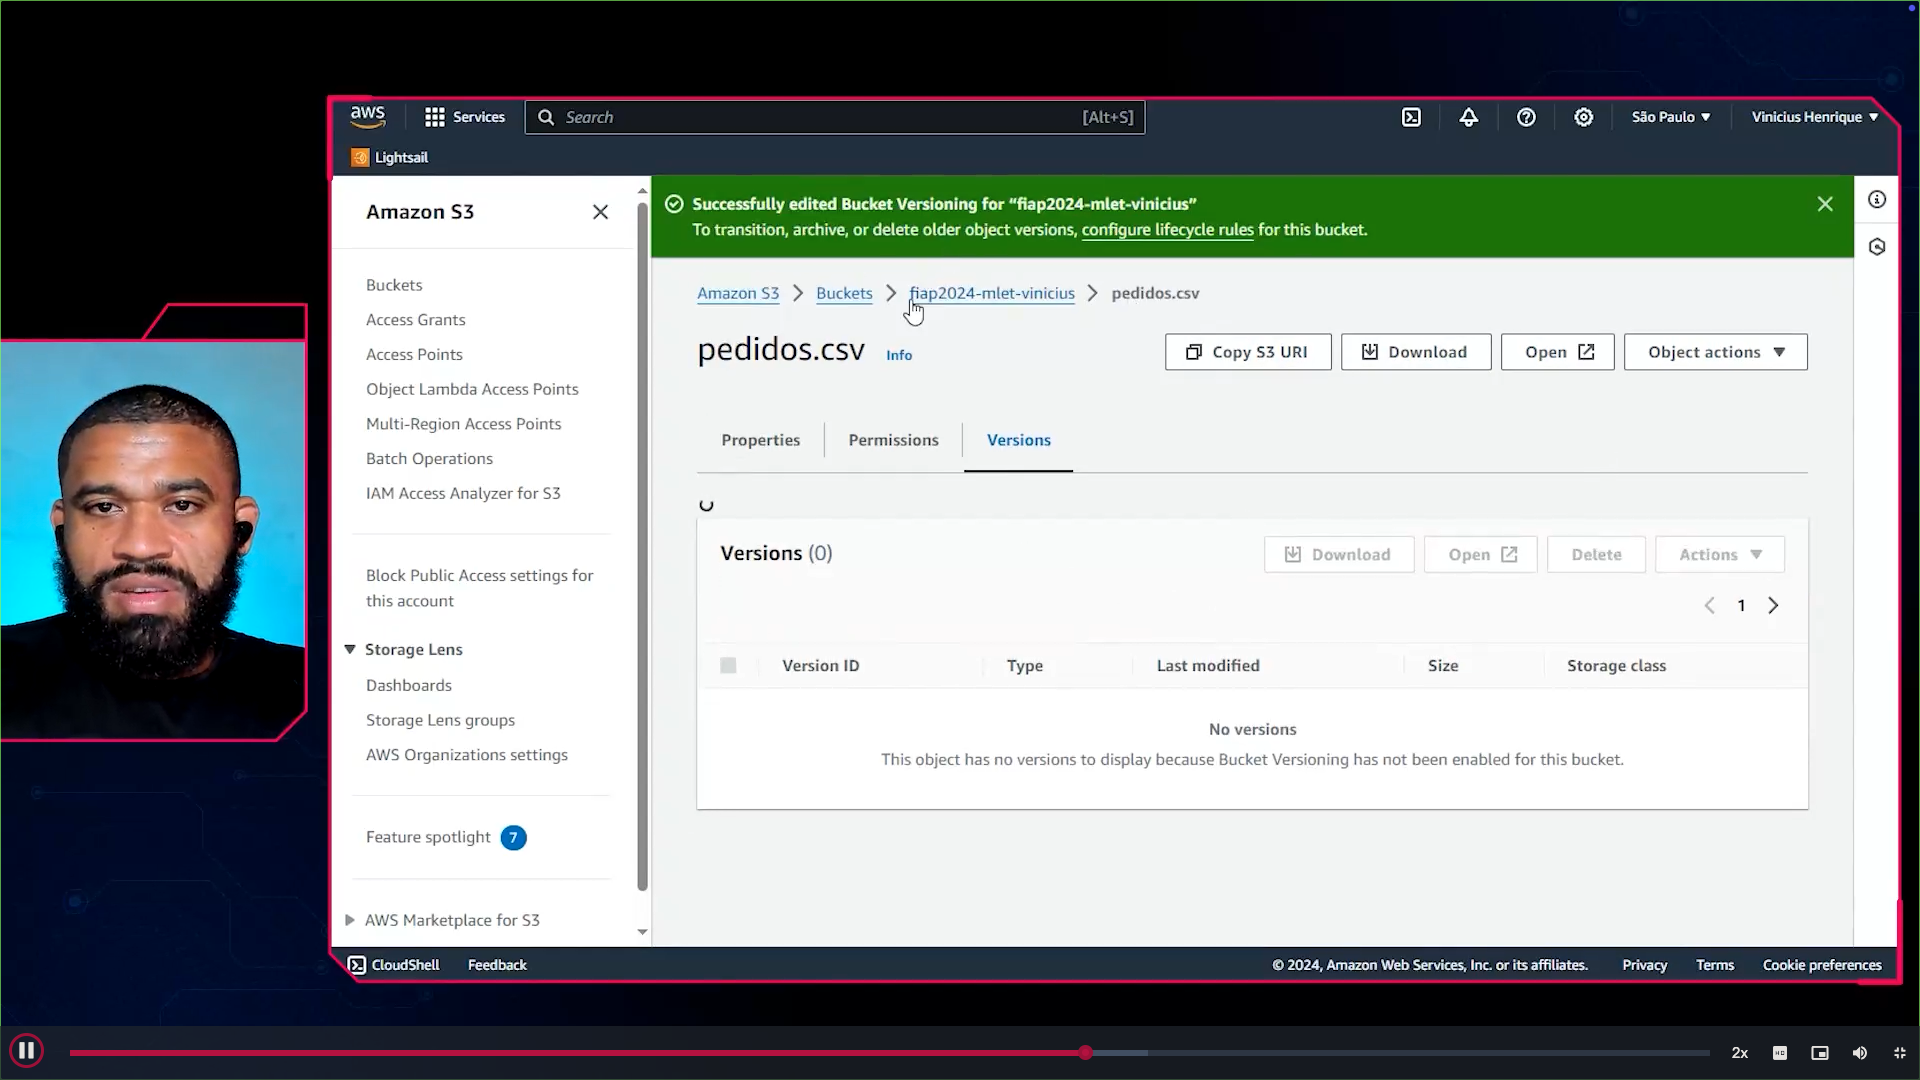 aws
Services
Search
[Alt+S]
São Paulo
Vinicius Henrique
Lightsail
Amazon S3
Buckets
Access Grants
Access Points
Object Lambda Access Points
Multi-Region Access Points
Batch Operations
IAM Access Analyzer for S3
Block Public Access settings for
this account
Storage Lens
Dashboards
Storage Lens groups
AWS Organizations settings
Feature spotlight 7
AWS Marketplace for S3
Successfully edited Bucket Versioning for “fiap2024-mlet-vinicius”
To transition, archive, or delete older object versions, configure lifecycle rules for this bucket.
Amazon S3 > Buckets > fiap2024-mlet-vinicius > pedidos.csv
pedidos.csv Info
Copy S3 URI
Download
Open
Object actions
Properties
Permissions
Versions
Versions (0)
Download
Open
Delete
Actions
1
Version ID
Type
Last modified
Size
Storage class
No versions
This object has no versions to display because Bucket Versioning has not been enabled for this bucket.
CloudShell
Feedback
© 2024, Amazon Web Services, Inc. or its affiliates.
Privacy
Terms
Cookie preferences
2x
HD